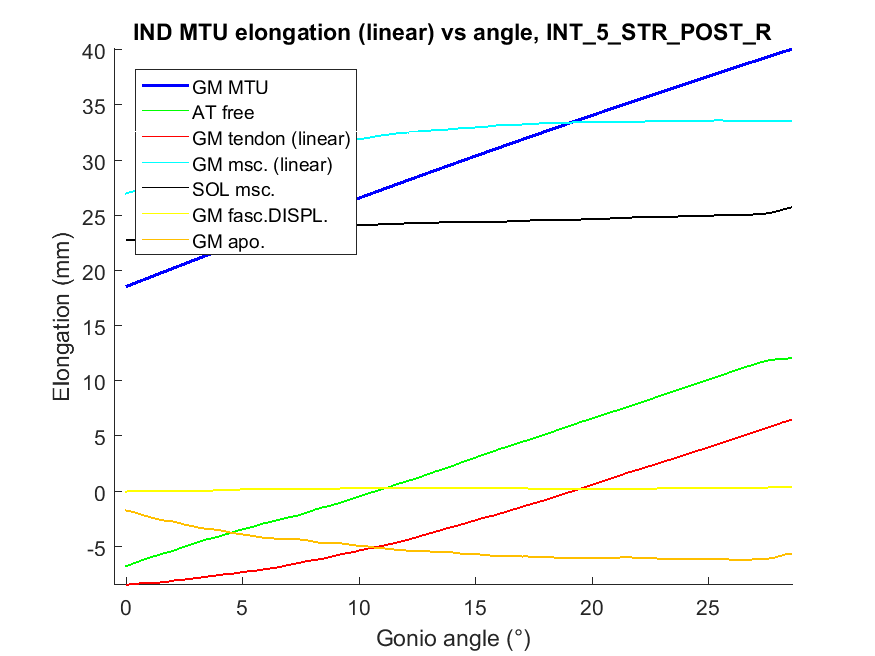 IND MTU elongation (linear) vs angle, INT_5_STR_POST_R
40
35
30
25
20
15
10
5
0
-5
Elongation (mm)
GM MTU
AT free
GM tendon (linear)
GM msc. (linear)
SOL msc.
GM fasc.DISPL.
GM apo.
0 5 10 15 20 25
Gonio angle (°)